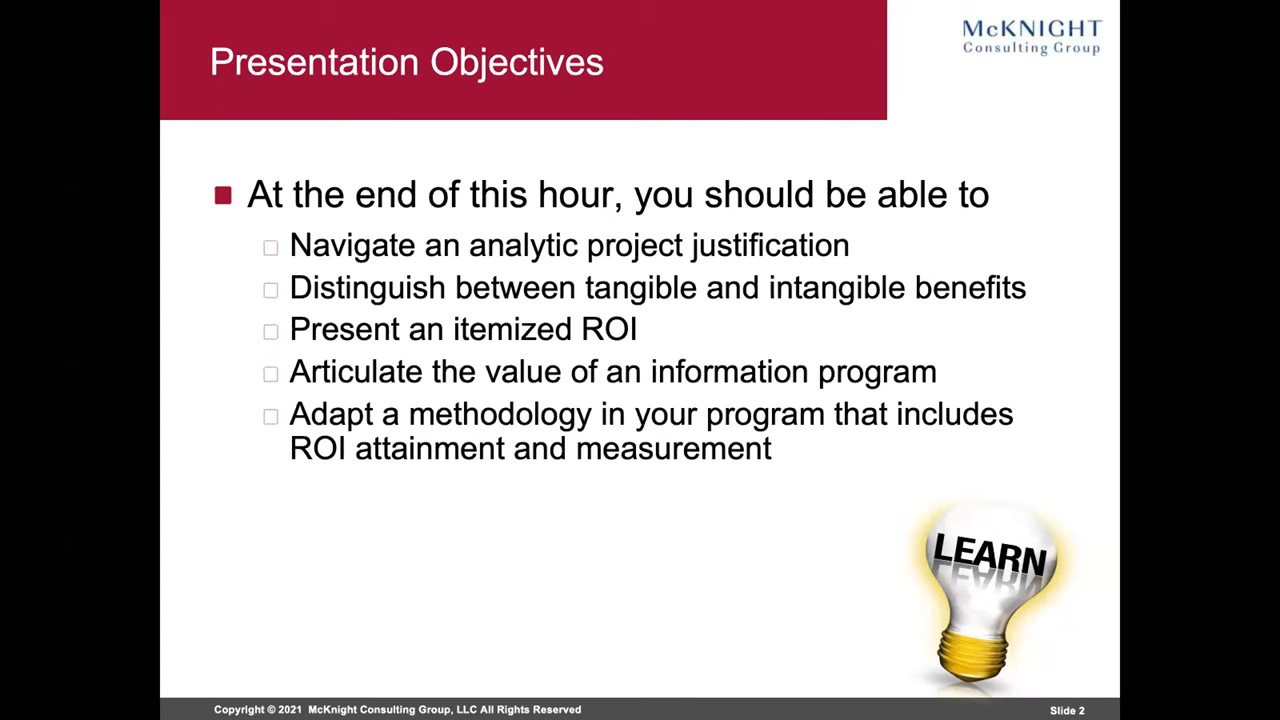 Presentation Objectives
McKNIGHT
Consulting Group
At the end of this hour, you should be able to
Navigate an analytic project justification
Distinguish between tangible and intangible benefits
Present an itemized ROI
Articulate the value of an information program
Adapt a methodology in your program that includes
ROI attainment and measurement
LEARN
Copyright © 2021 McKnight Consulting Group, LLC All Rights Reserved
Slide 2